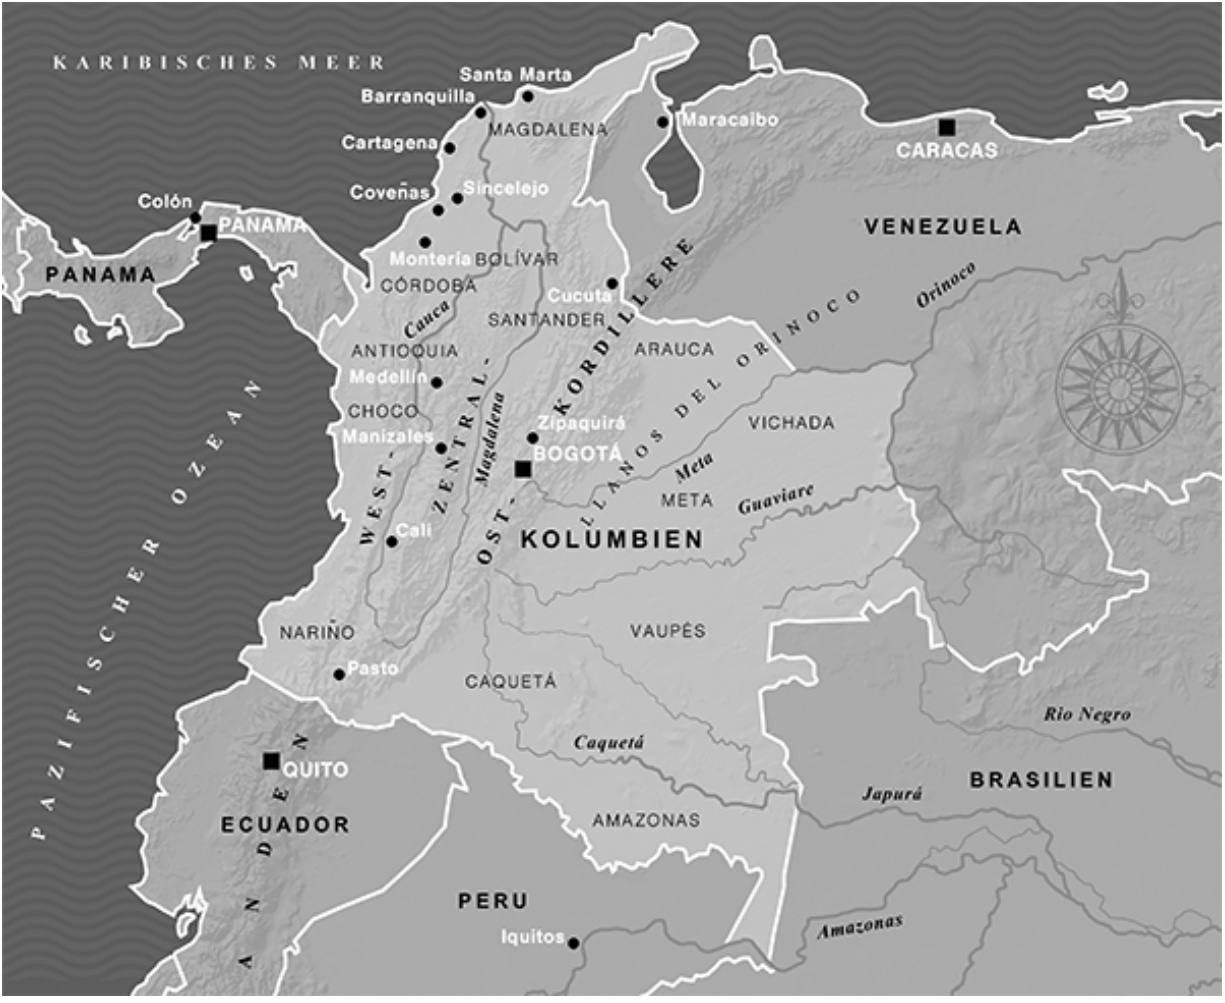 KARIBISCHES MEER
Santa Marta
Barranquilla
MAGDALENA
Maracaibo
CARACAS
Cartagena
Coveñas
Sincelejo
Colón
PANAMA
PANAMA
VENEZUELA
Montería
BOLÍVAR
CÓRDOBA
Cucuta
Orinoco
Cauca
SANTANDER
ARAUCA
ANTIOQUIA
Medellín
CHOCO
Manizales
Zipaquirá
BOGOTÁ
VICHADA
LLANOS DEL ORINOCO
WEST-
ZENTRAL-
Magdalena
OST-
KORDILLERE
Meta
META
Guaviare
Cali
KOLUMBIEN
PAZIFISCHER OZEAN
NARIÑO
VAUPÉS
Pasto
CAQUETÁ
Rio Negro
Caquetá
QUITO
BRASILIEN
Japurá
ECUADOR
AMAZONAS
ANDEN
PERU
Iquitos
Amazonas